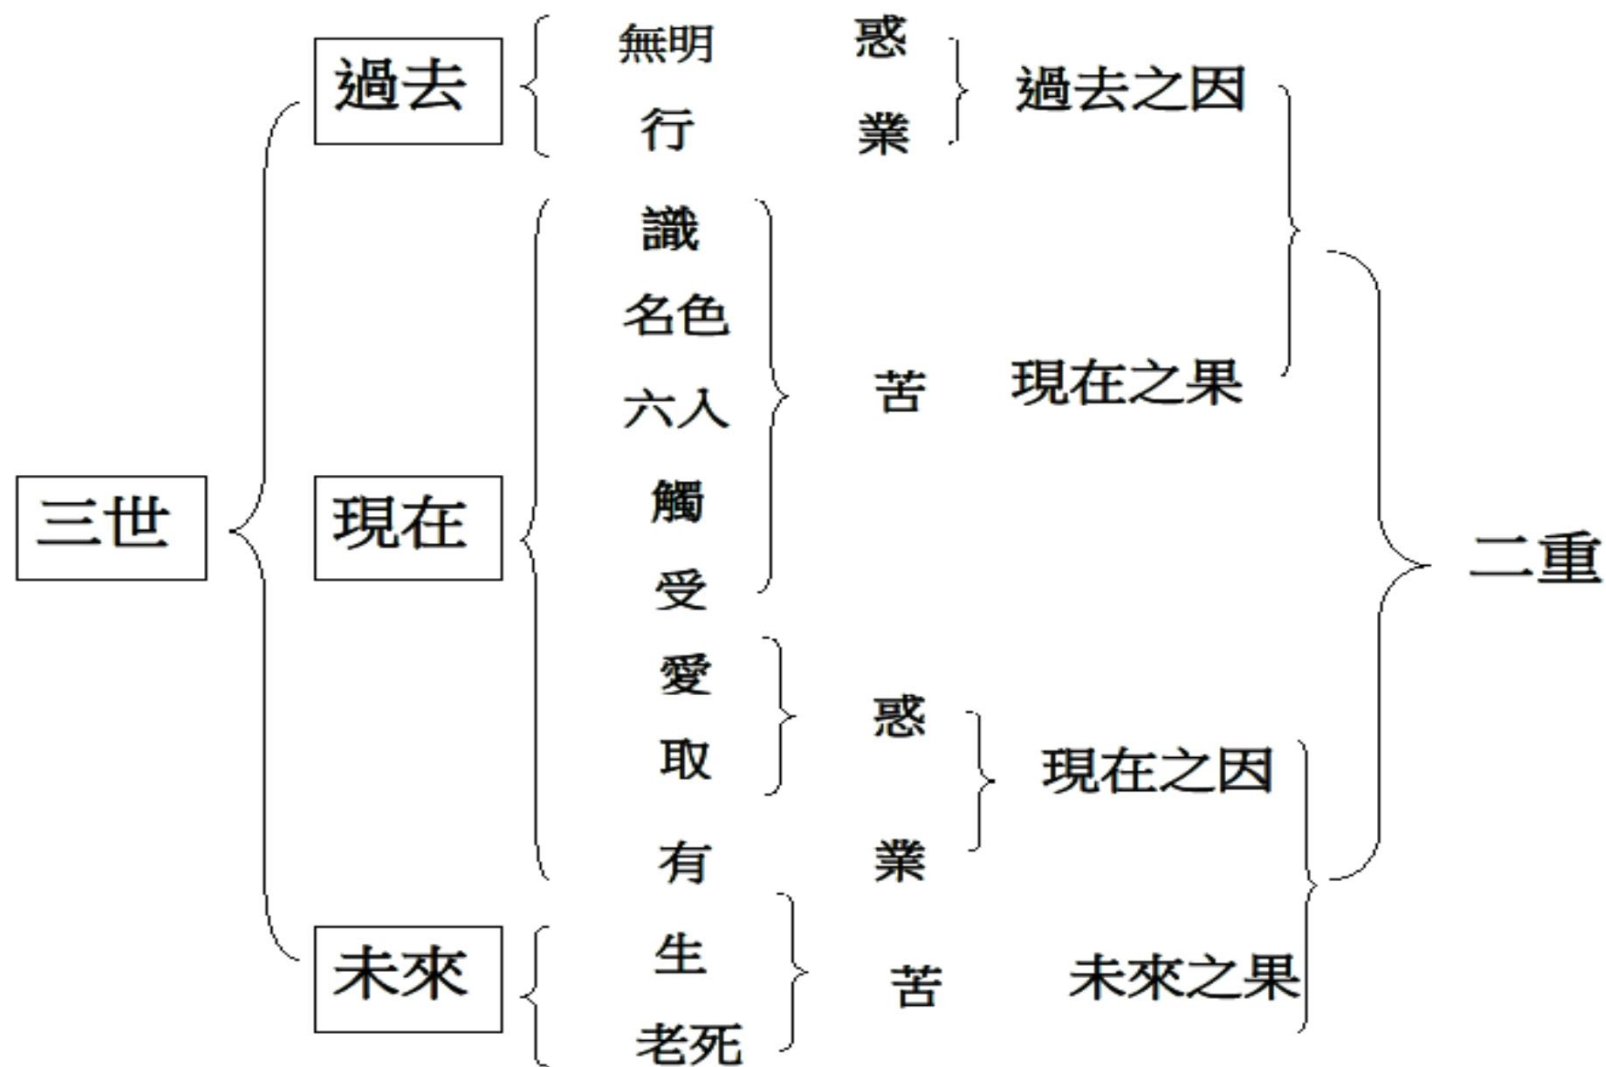 無明 惑
過去 過去之因
行 業
識
名色
六入 苦 現在之果
觸
三世 現在 二重
受
愛
惑
取 現在之因
有 業
生
未來 苦 未來之果
老死